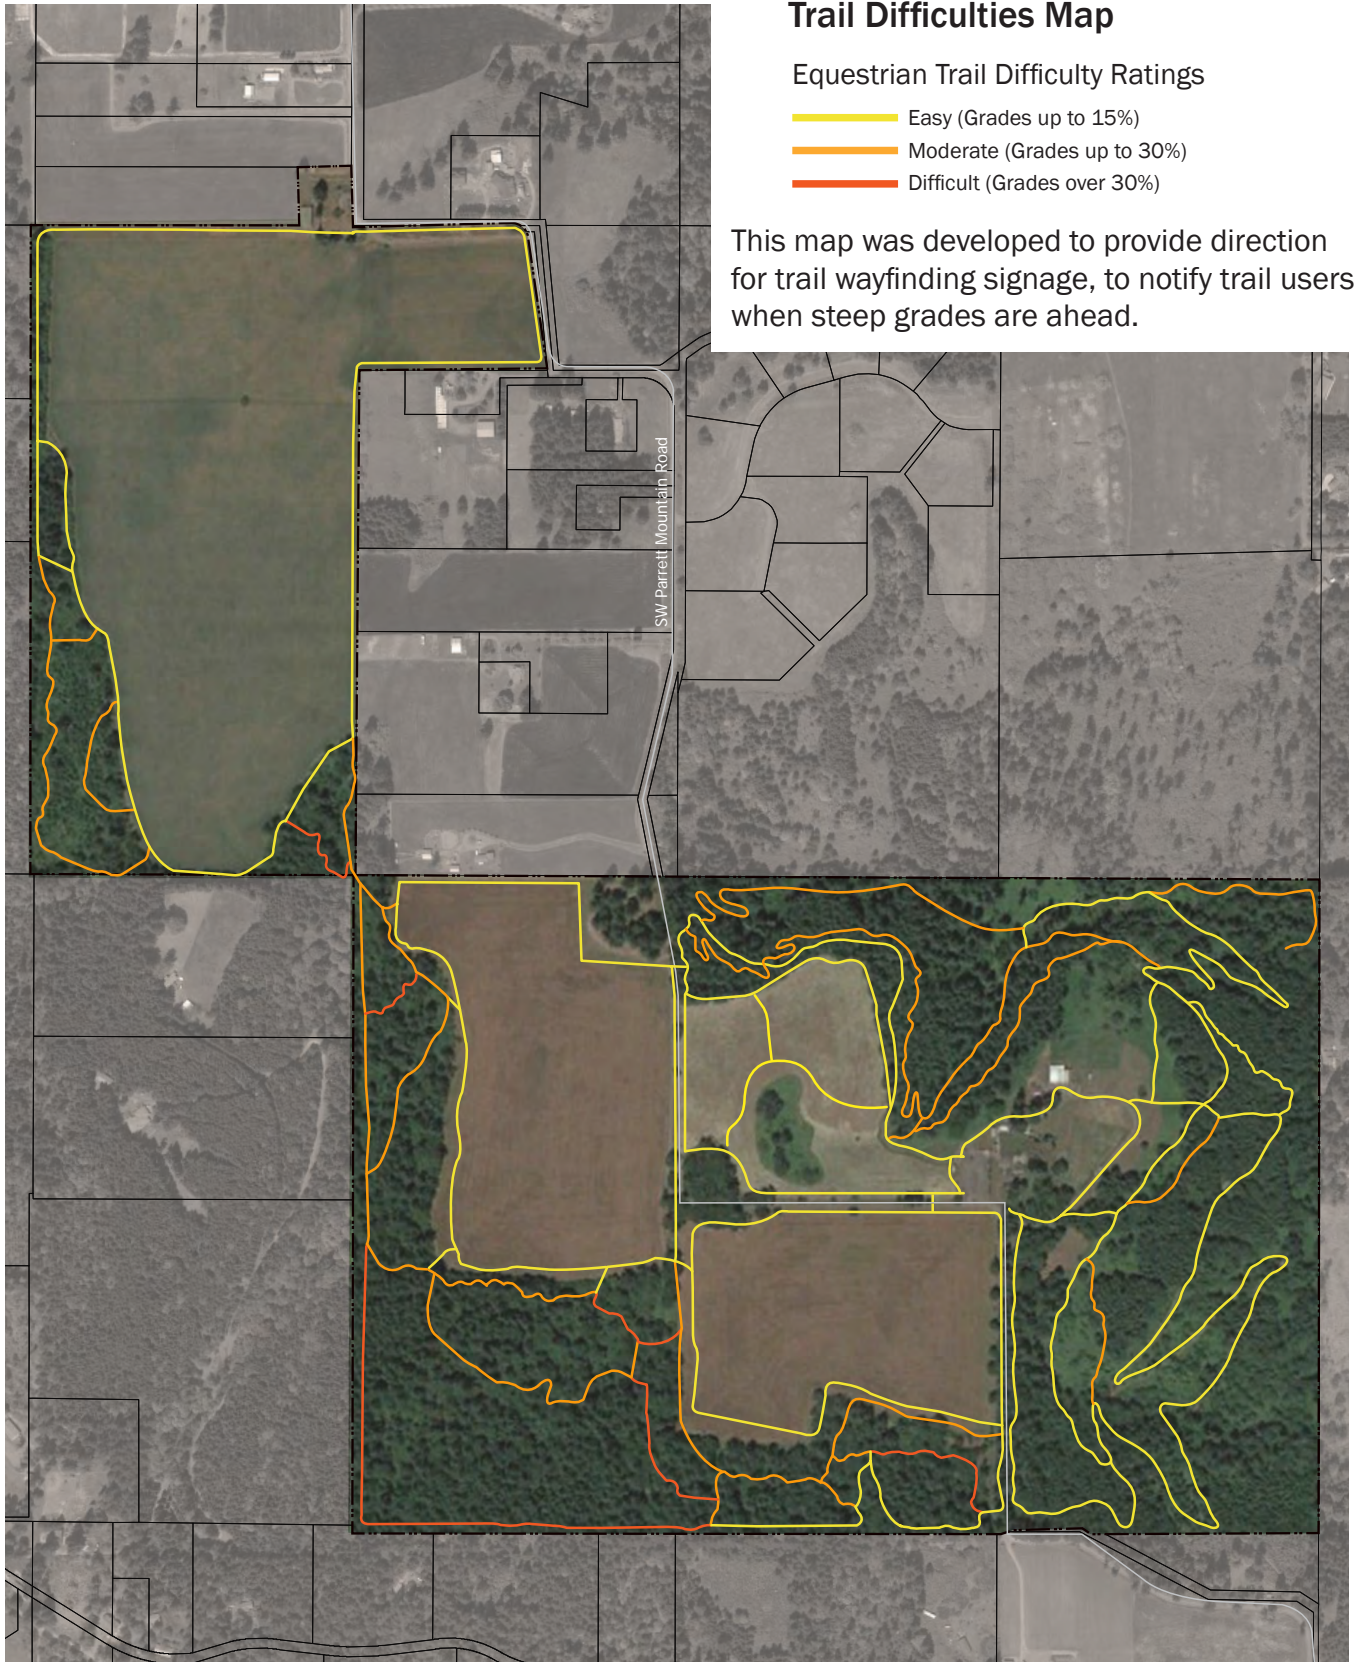 Trail Difficulties Map
Equestrian Trail Difficulty Ratings
Easy (Grades up to 15%)
Moderate (Grades up to 30%)
Difficult (Grades over 30%)
This map was developed to provide direction
for trail wayfinding signage, to notify trail users
when steep grades are ahead.
SW Parrett Mountain Road